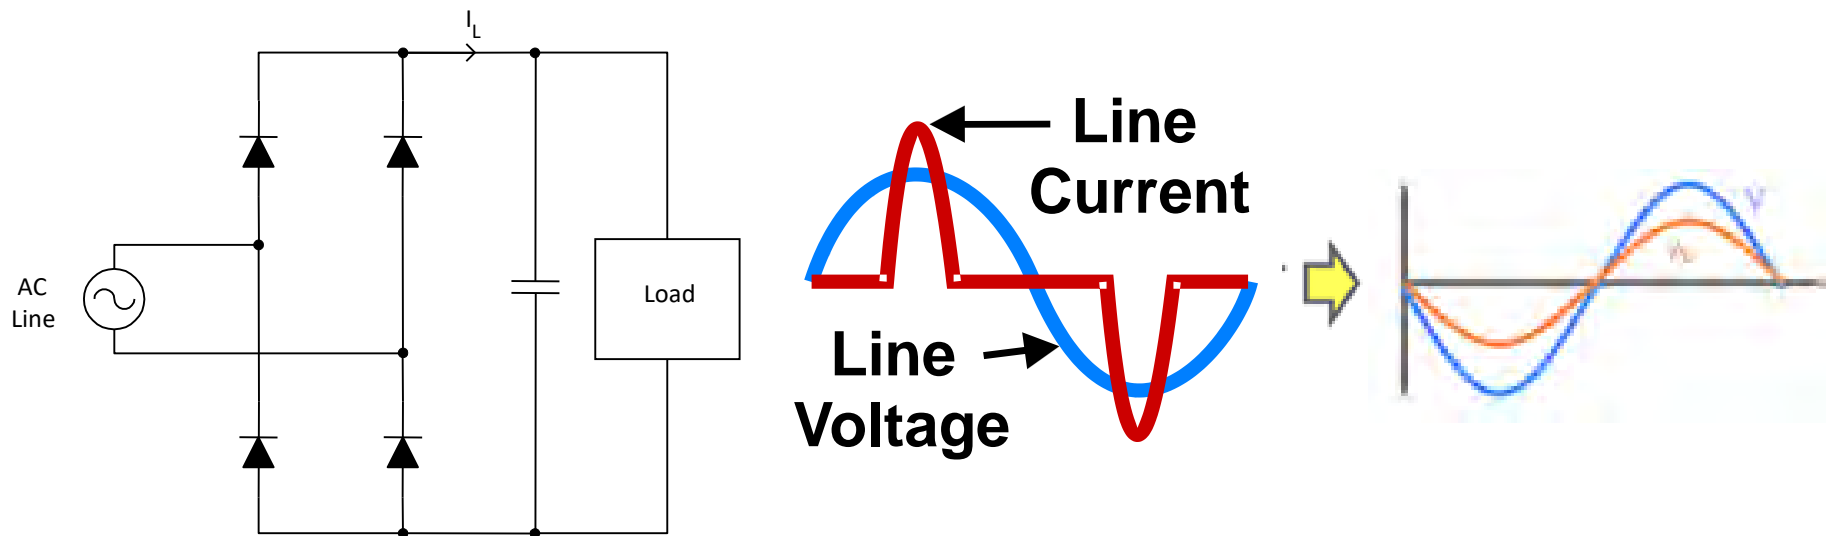 I_L
AC
Line
Load
Line
Current
Line
Voltage
V